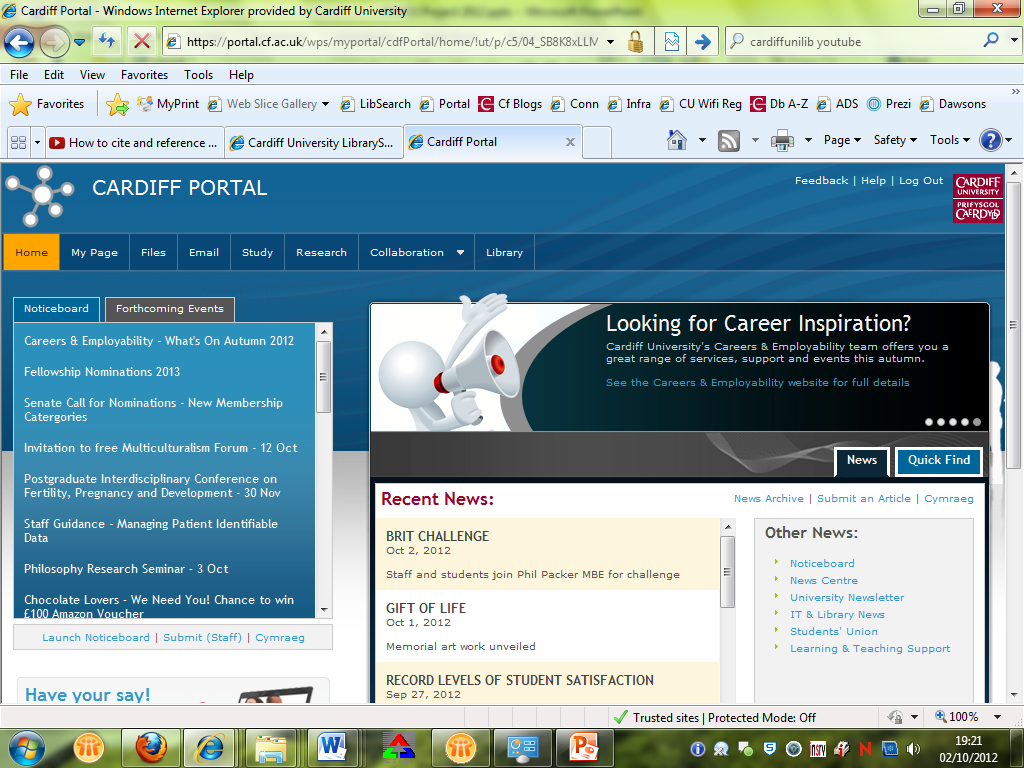 Cardiff Portal - Windows Internet Explorer provided by Cardiff University
https://portal.cf.ac.uk/wps/myportal/cdfPortal/home/!ut/p/c5/04_SB8K8xLLM
cardiffunilib youtube
File Edit View Favorites Tools Help
Favorites MyPrint Web Slice Gallery LibSearch Portal Cf Blogs Conn Infra CU Wifi Reg Db A-Z ADS Prezi Dawsons
How to cite and reference ... Cardiff University LibraryS... Cardiff Portal Page Safety Tools
CARDIFF PORTAL
Feedback | Help | Log Out
CARDIFF
UNIVERSITY
PRIFYSGOL
CAERDYDD
Home My Page Files Email Study Research Collaboration Library
Noticeboard Forthcoming Events
Careers & Employability - What's On Autumn 2012
Fellowship Nominations 2013
Senate Call for Nominations - New Membership
Catergories
Invitation to free Multiculturalism Forum - 12 Oct
Postgraduate Interdisciplinary Conference on
Fertility, Pregnancy and Development - 30 Nov
Staff Guidance - Managing Patient Identifiable
Data
Philosophy Research Seminar - 3 Oct
Chocolate Lovers - We Need You! Chance to win
£100 Amazon Voucher
Launch Noticeboard | Submit (Staff) | Cymraeg
Have your say!
Looking for Career Inspiration?
Cardiff University's Careers & Employability team offers you a
great range of services, support and events this autumn.
See the Careers & Employability website for full details
News Quick Find
Recent News:
News Archive | Submit an Article | Cymraeg
BRIT CHALLENGE
Oct 2, 2012
Staff and students join Phil Packer MBE for challenge
GIFT OF LIFE
Oct 1, 2012
Memorial art work unveiled
RECORD LEVELS OF STUDENT SATISFACTION
Sep 27, 2012
Other News:
Noticeboard
News Centre
University Newsletter
IT & Library News
Students' Union
Learning & Teaching Support
Trusted sites | Protected Mode: Off
100%
19:21
02/10/2012